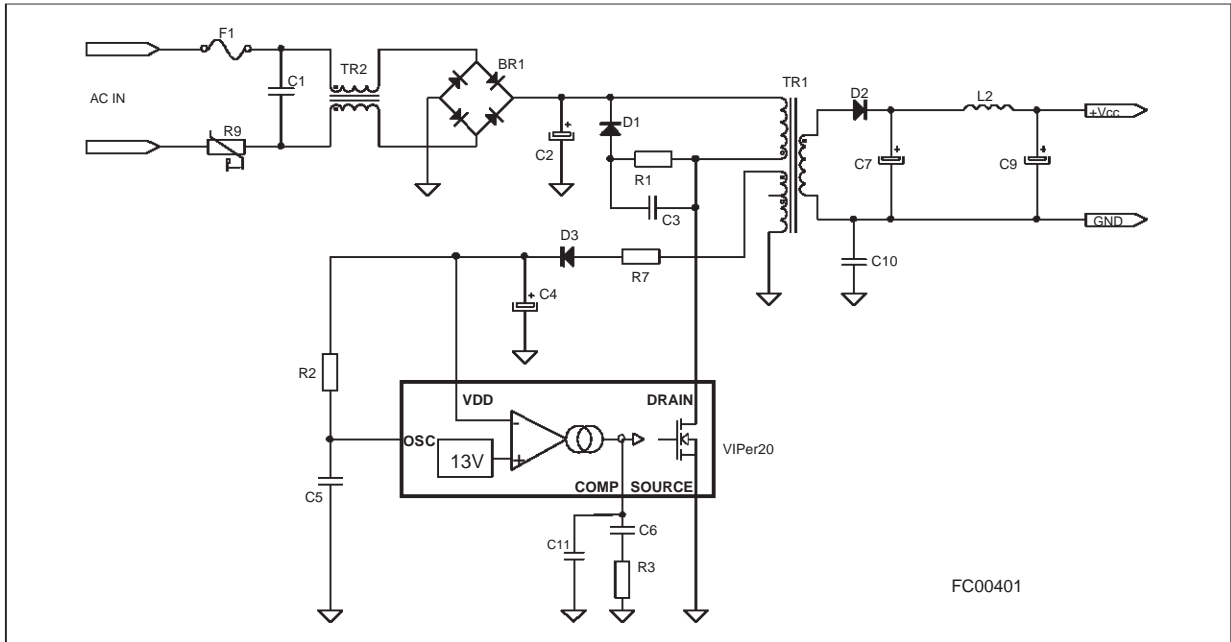 F1
BR1
TR2
C1
AC IN
R9
TR1
D2
L2
+Vcc
D1
C2
R1
C7
C9
C3
GND
D3
R7
C10
C4
R2
VDD
DRAIN
OSC
-
13V
+
VIPer20
COMP
SOURCE
C5
C6
C11
R3
FC00401